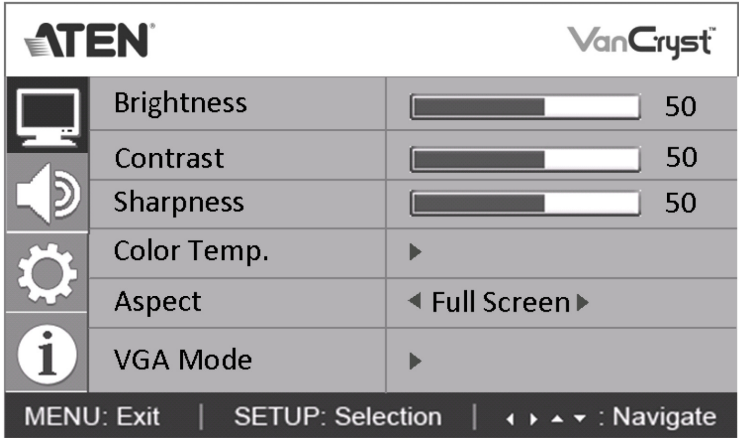 ATEN VanCryst™
Brightness 50
Contrast 50
Sharpness 50
Color Temp.
Aspect Full Screen
VGA Mode
MENU: Exit | SETUP: Selection | : Navigate